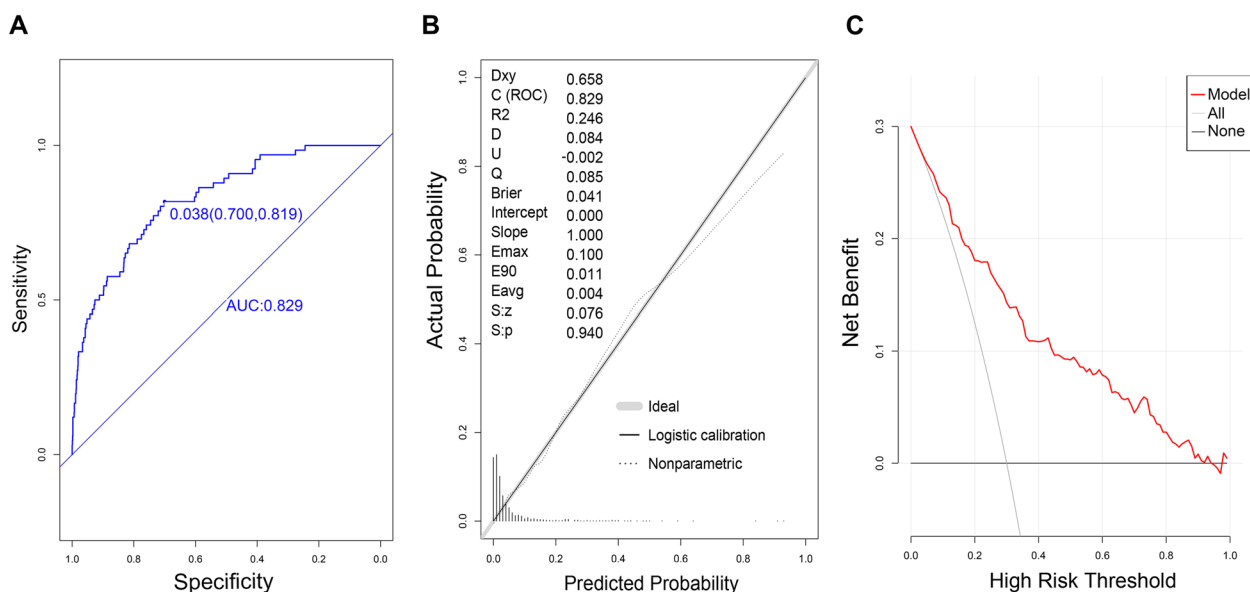 A
B
C
Sensitivity
1.0
0.5
0.0
0.038(0.700,0.819)
AUC:0.829
1.0
0.8
0.6
0.4
0.2
0.0
Specificity
Actual Probability
1.0
0.8
0.6
0.4
0.2
0.0
Dxy 0.658
C (ROC) 0.829
R2 0.246
D 0.084
U -0.002
Q 0.085
Brier 0.041
Intercept 0.000
Slope 1.000
Emax 0.100
E90 0.011
Eavg 0.004
S:z 0.076
S:p 0.940
Ideal
Logistic calibration
Nonparametric
0.0
0.2
0.4
0.6
0.8
1.0
Predicted Probability
Net Benefit
0.3
0.2
0.1
0.0
Model
All
None
0.0
0.2
0.4
0.6
0.8
1.0
High Risk Threshold